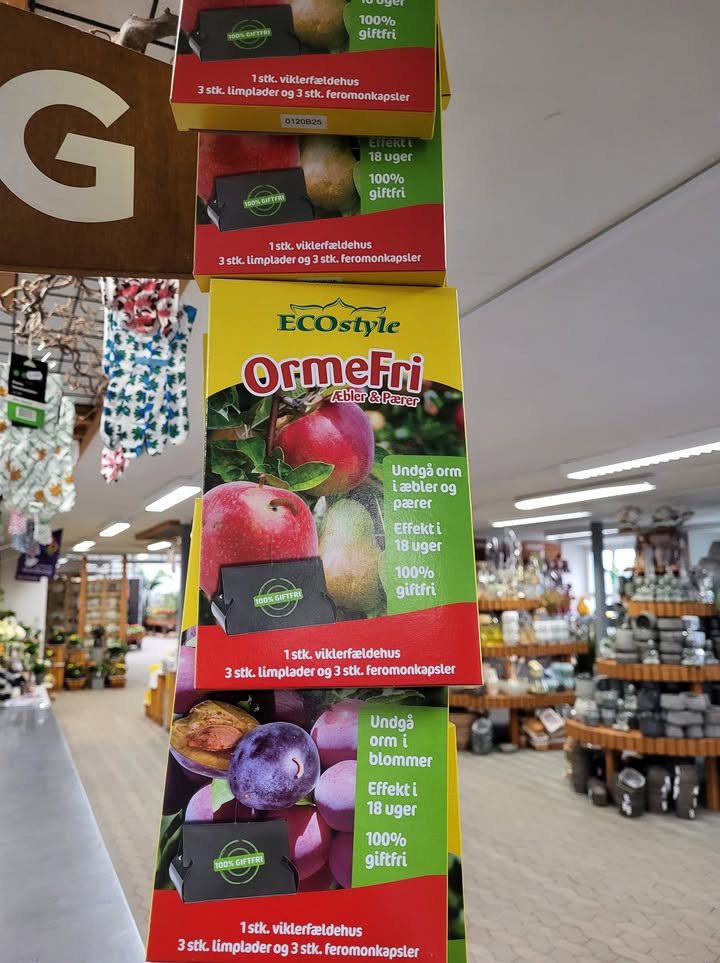 G
18 uger
100%
giftfri
100% GIFTFRI
1 stk. viklerfældehus
3 stk. limplader og 3 stk. feromonkapsler
0120B25
Effekt i
18 uger
100%
giftfri
100% GIFTFRI
1 stk. viklerfældehus
3 stk. limplader og 3 stk. feromonkapsler
ECOstyle
OrmeFri
Æbler & Pærer
Undgå orm
i æbler og
pærer
Effekt i
18 uger
100%
giftfri
100% GIFTFRI
1 stk. viklerfældehus
3 stk. limplader og 3 stk. feromonkapsler
Undgå
orm i
blommer
Effekt i
18 uger
100%
giftfri
100% GIFTFRI
1 stk. viklerfældehus
3 stk. limplader og 3 stk. feromonkapsler